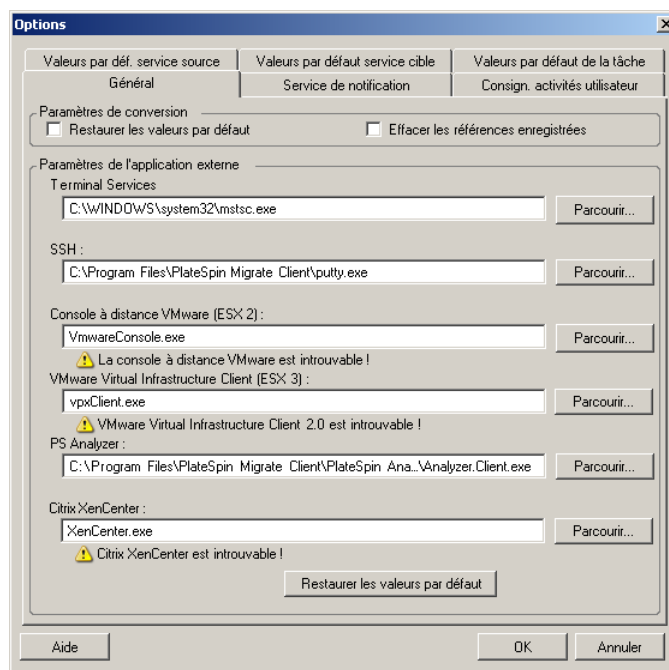 Options
Valeurs par déf. service source
Valeurs par défaut service cible
Valeurs par défaut de la tâche
Général
Service de notification
Consign. activités utilisateur
Paramètres de conversion
Restaurer les valeurs par défaut
Effacer les références enregistrées
Paramètres de l'application externe
Terminal Services
C:\WINDOWS\system32\mstsc.exe
Parcourir...
SSH :
C:\Program Files\PlateSpin Migrate Client\putty.exe
Parcourir...
Console à distance VMware (ESX 2) :
VmwareConsole.exe
Parcourir...
La console à distance VMware est introuvable !
VMware Virtual Infrastructure Client (ESX 3) :
vpxClient.exe
Parcourir...
VMware Virtual Infrastructure Client 2.0 est introuvable !
PS Analyzer :
C:\Program Files\PlateSpin Migrate Client\PlateSpin Ana...\Analyzer.Client.exe
Parcourir...
Citrix XenCenter :
XenCenter.exe
Parcourir...
Citrix XenCenter est introuvable !
Restaurer les valeurs par défaut
Aide
OK
Annuler